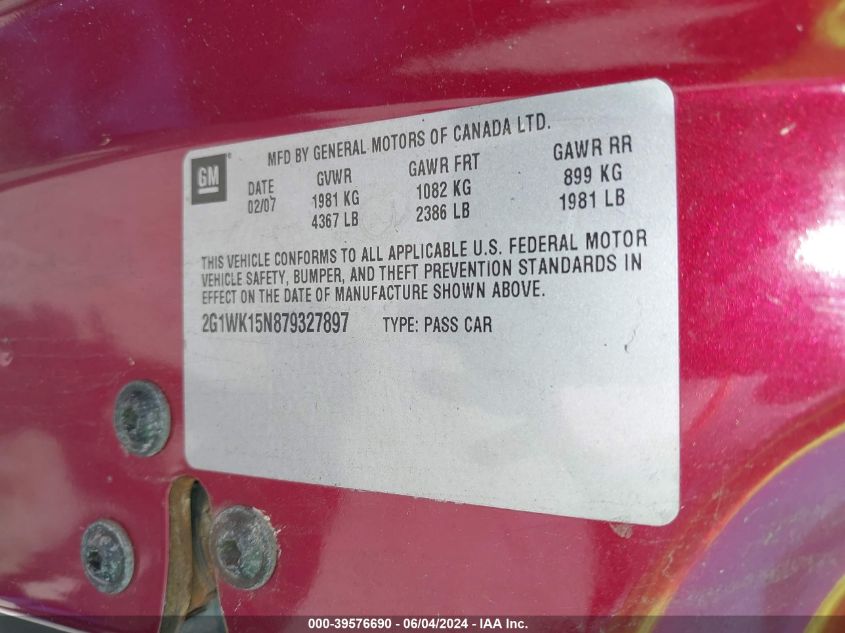 MFD BY GENERAL MOTORS OF CANADA LTD.
GM
DATE GVWR GAWR FRT GAWR RR
02/07 1981 KG 1082 KG 899 KG
4367 LB 2386 LB 1981 LB
THIS VEHICLE CONFORMS TO ALL APPLICABLE U.S. FEDERAL MOTOR
VEHICLE SAFETY, BUMPER, AND THEFT PREVENTION STANDARDS IN
EFFECT ON THE DATE OF MANUFACTURE SHOWN ABOVE.
2G1WK15N879327897 TYPE: PASS CAR
000-39576690 - 06/04/2024 - IAA Inc.